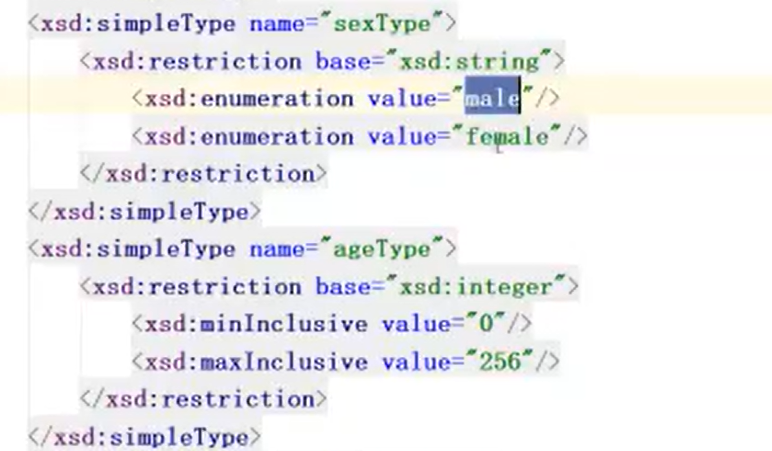 <xsd:simpleType name="sexType">
<xsd:restriction base="xsd:string">
<xsd:enumeration value="male"/>
<xsd:enumeration value="female"/>
</xsd:restriction>
</xsd:simpleType>
<xsd:simpleType name="ageType">
<xsd:restriction base="xsd:integer">
<xsd:minInclusive value="0"/>
<xsd:maxInclusive value="256"/>
</xsd:restriction>
</xsd:simpleType>